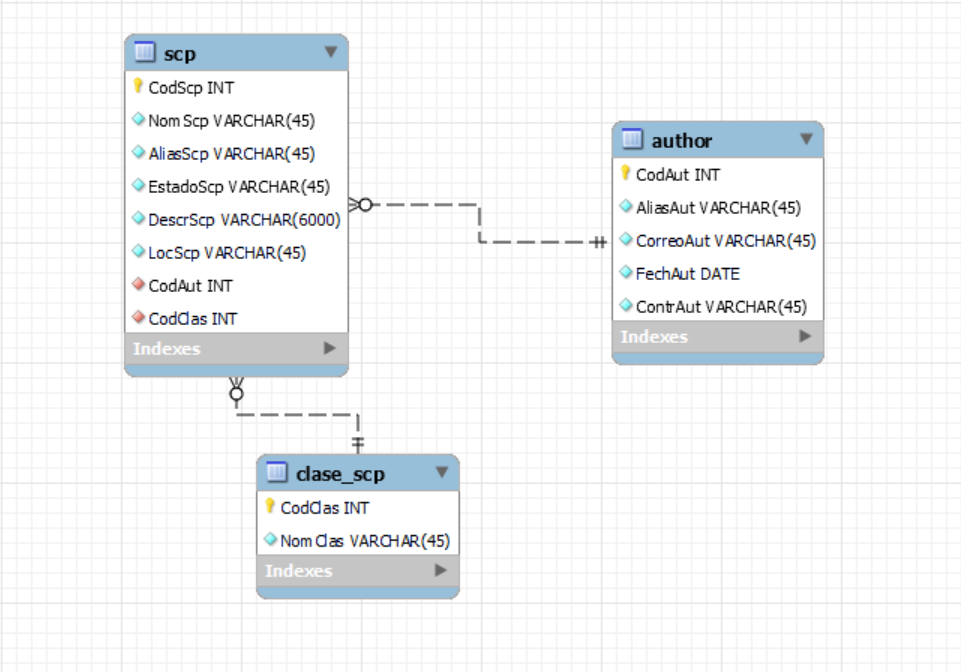 scp
CodScp INT
NomScp VARCHAR(45)
AliasScp VARCHAR(45)
EstadoScp VARCHAR(45)
DescrScp VARCHAR(6000)
LocScp VARCHAR(45)
CodAut INT
CodClas INT
Indexes
author
CodAut INT
AliasAut VARCHAR(45)
CorreoAut VARCHAR(45)
FechAut DATE
ContrAut VARCHAR(45)
Indexes
clase_scp
CodClas INT
NomClas VARCHAR(45)
Indexes